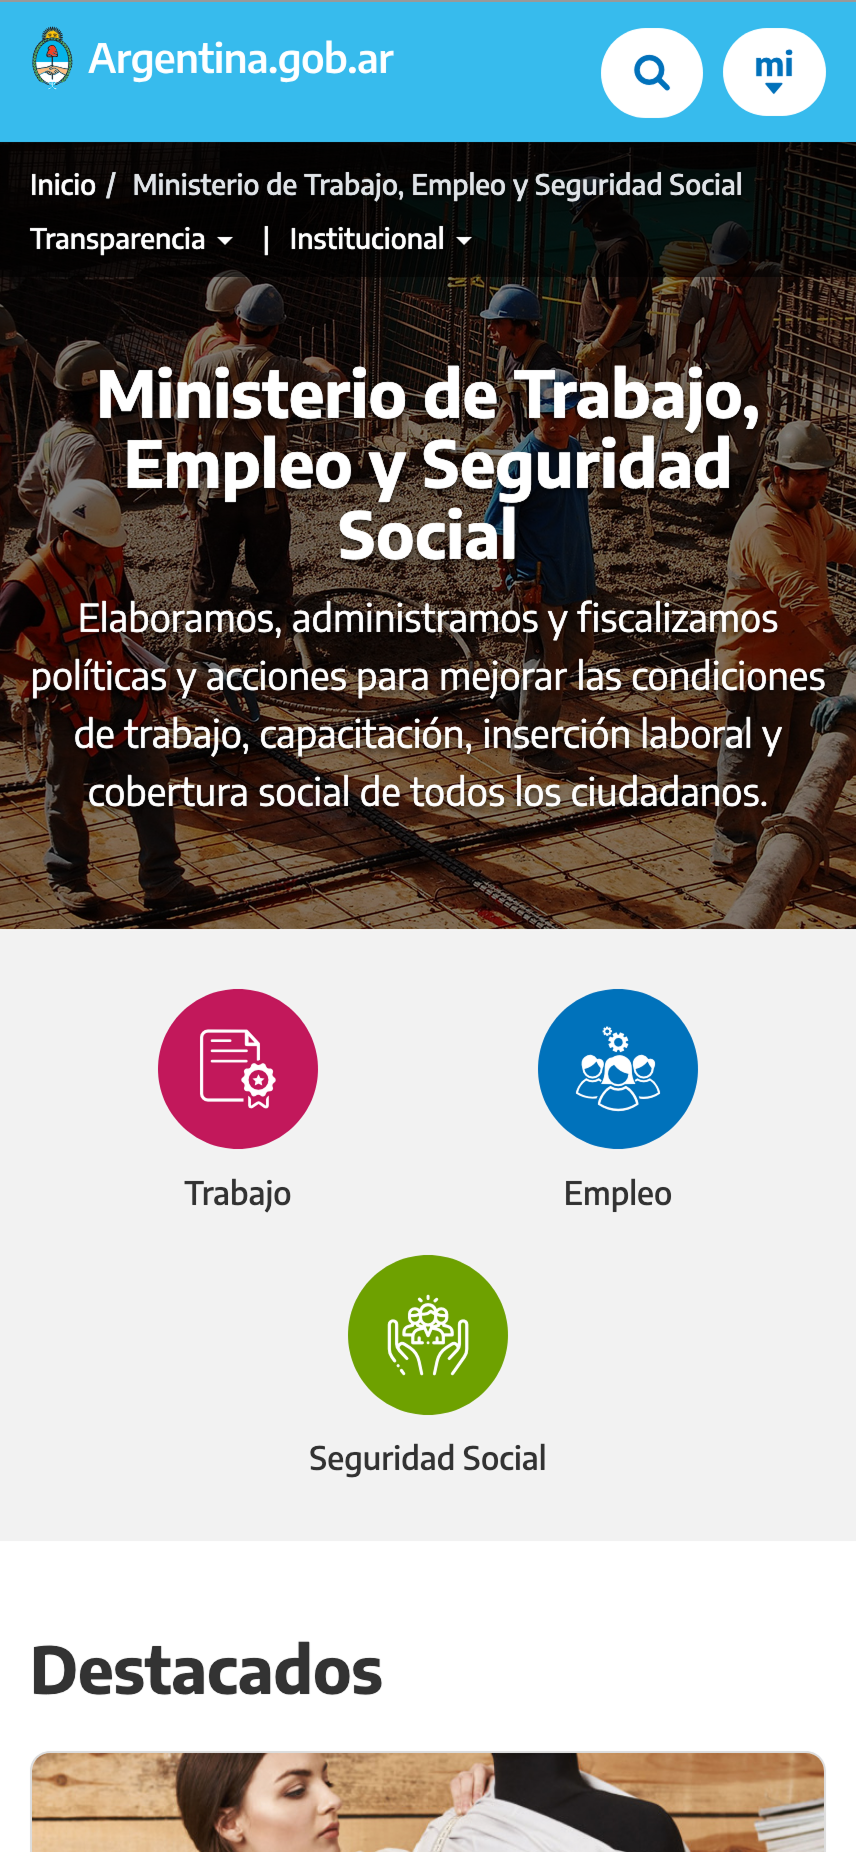 Argentina.gob.ar
mi
Inicio / Ministerio de Trabajo, Empleo y Seguridad Social
Transparencia | Institucional
Ministerio de Trabajo,
Empleo y Seguridad
Social
Elaboramos, administramos y fiscalizamos
políticas y acciones para mejorar las condiciones
de trabajo, capacitación, inserción laboral y
cobertura social de todos los ciudadanos.
Trabajo
Empleo
Seguridad Social
Destacados